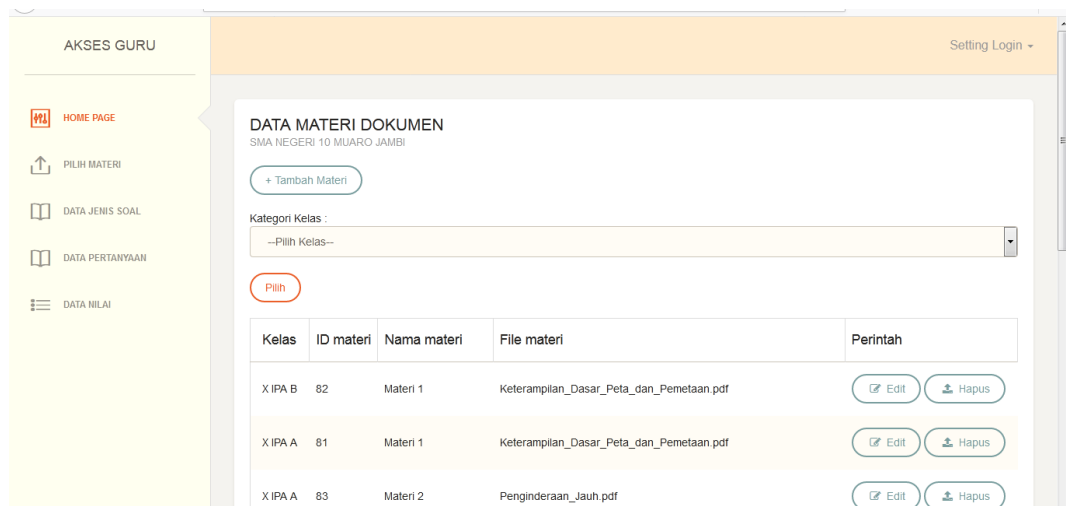 AKSES GURU
Setting Login
HOME PAGE
PILIH MATERI
DATA JENIS SOAL
DATA PERTANYAAN
DATA NILAI
DATA MATERI DOKUMEN
SMA NEGERI 10 MUARO JAMBI
+ Tambah Materi
Kategori Kelas :
--Pilih Kelas--
Pilih
Kelas ID materi Nama materi File materi Perintah
X IPA B 82 Materi 1 Keterampilan_Dasar_Peta_dan_Pemetaan.pdf Edit Hapus
X IPA A 81 Materi 1 Keterampilan_Dasar_Peta_dan_Pemetaan.pdf Edit Hapus
X IPA A 83 Materi 2 Penginderaan_Jauh.pdf Edit Hapus